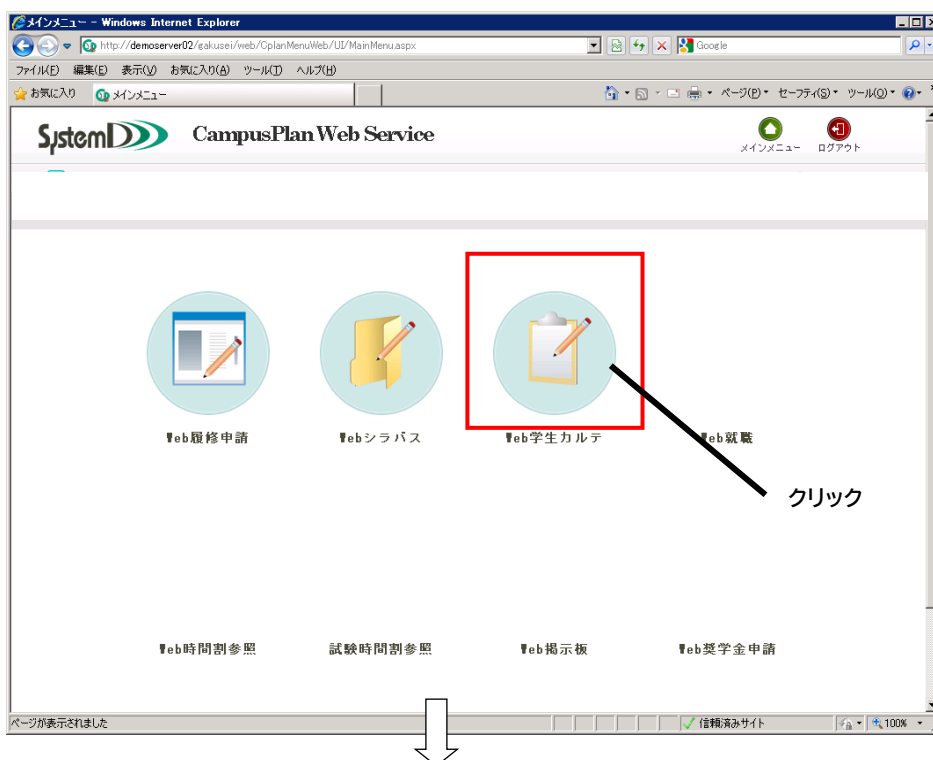 メインメニュー - Windows Internet Explorer
http://demoserver02/gakusei/web/CplanMenuWeb/UI/MainMenu.aspx
Google
ファイル(F) 編集(E) 表示(V) お気に入り(A) ツール(T) ヘルプ(H)
お気に入り メインメニュー ページ(P) セーフティ(S) ツール(O)
SystemD CampusPlan Web Service
メインメニュー ログアウト
Web履修申請 Webシラバス Web学生カルテ Web就職
クリック
Web時間割参照 試験時間割参照 Web掲示板 Web奨学金申請
ページが表示されました 信頼済みサイト 100%